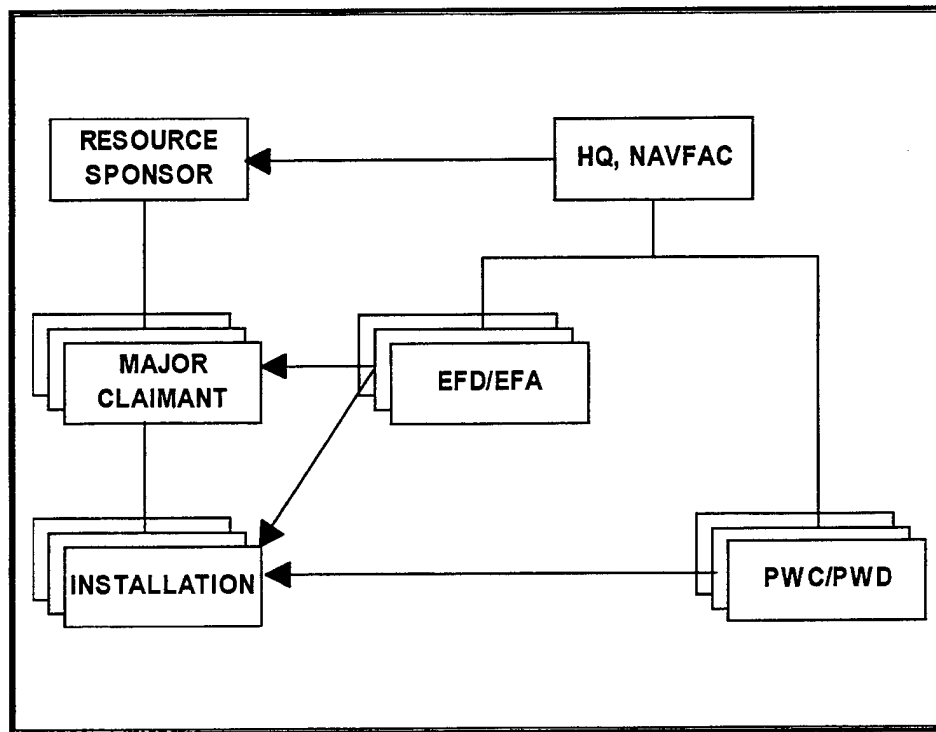 RESOURCE
SPONSOR
HQ, NAVFAC
MAJOR
CLAIMANT
EFD/EFA
INSTALLATION
PWC/PWD